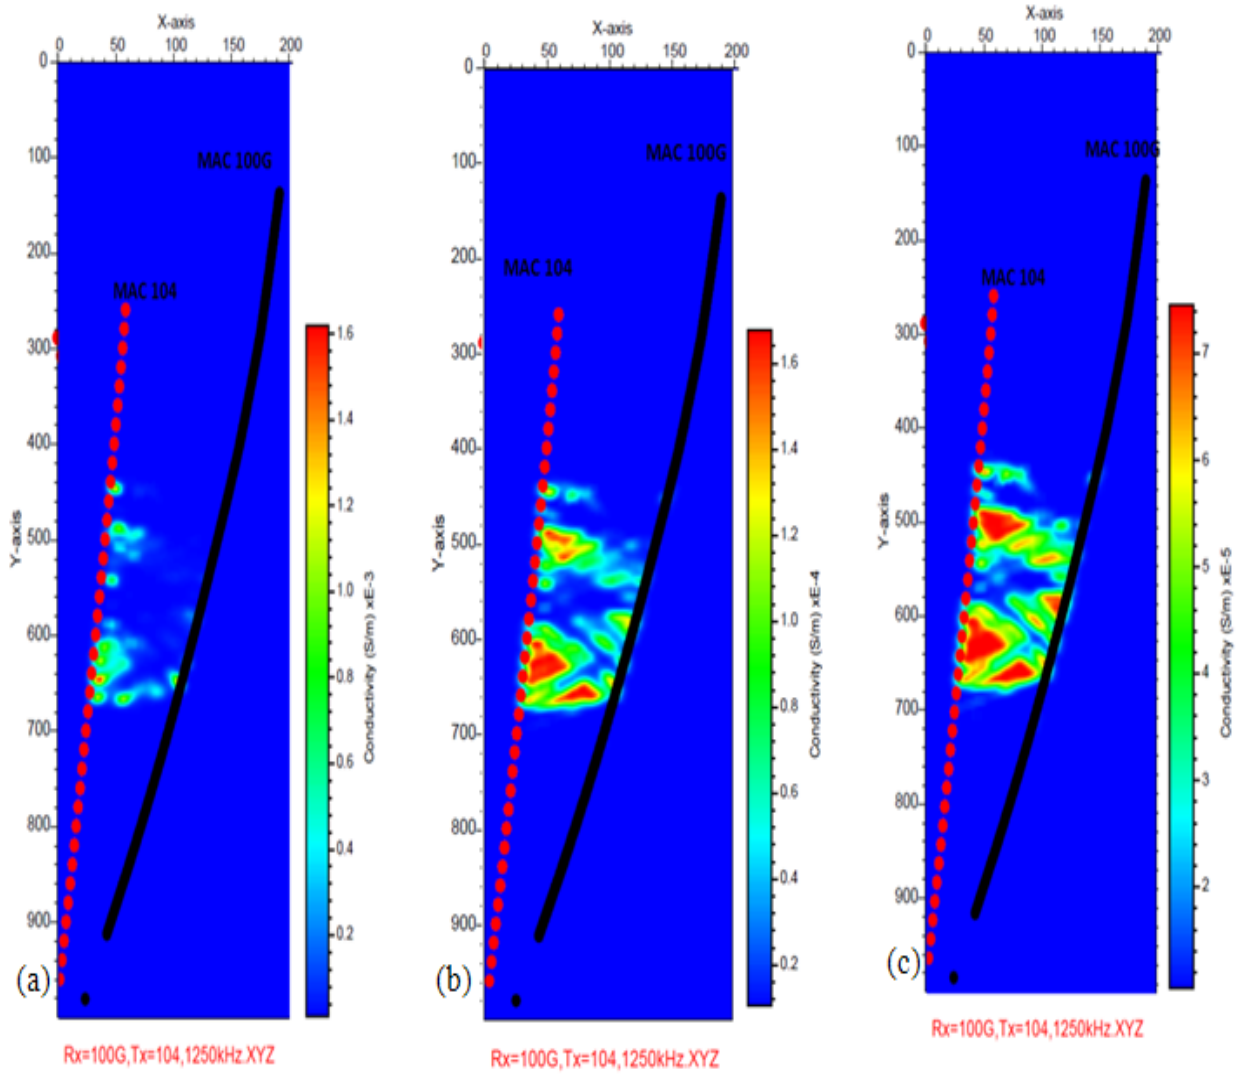 X-axis
0 50 100 150 200
0
100
200
300
400
500
600
700
800
900
Y-axis
MAC 100G
MAC 104
1.6
1.4
1.2
1.0
0.8
0.6
0.4
0.2
Conductivity (S/m) xE-3
(a)
Rx=100G,Tx=104,1250kHz.XYZ
X-axis
0 50 100 150 200
0
100
200
300
400
500
600
700
800
900
Y-axis
MAC 100G
MAC 104
1.6
1.4
1.2
1.0
0.8
0.6
0.4
0.2
Conductivity (S/m) xE-4
(b)
Rx=100G,Tx=104,1250kHz.XYZ
X-axis
0 50 100 150 200
0
100
200
300
400
500
600
700
800
900
Y-axis
MAC 100G
MAC 104
7
6
5
4
3
2
Conductivity (S/m) xE-5
(c)
Rx=100G,Tx=104,1250kHz.XYZ